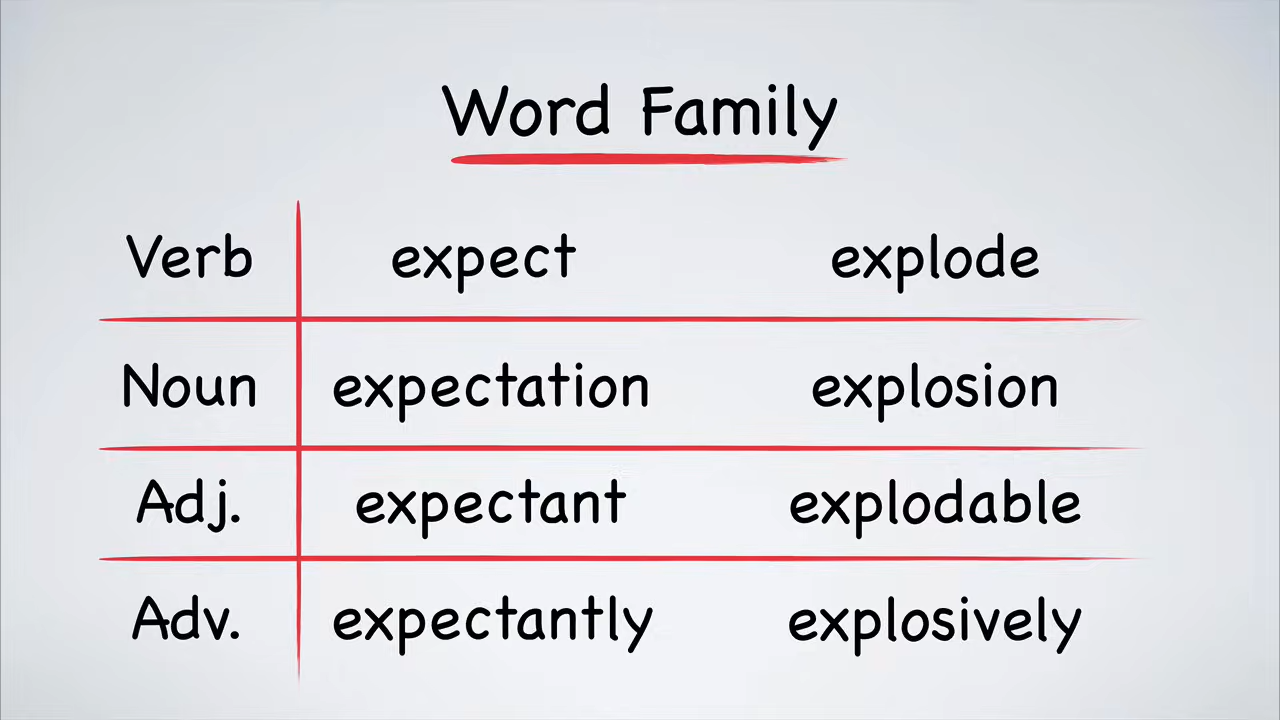 Word Family
Verb expect explode
Noun expectation explosion
Adj. expectant explodable
Adv. expectantly explosively